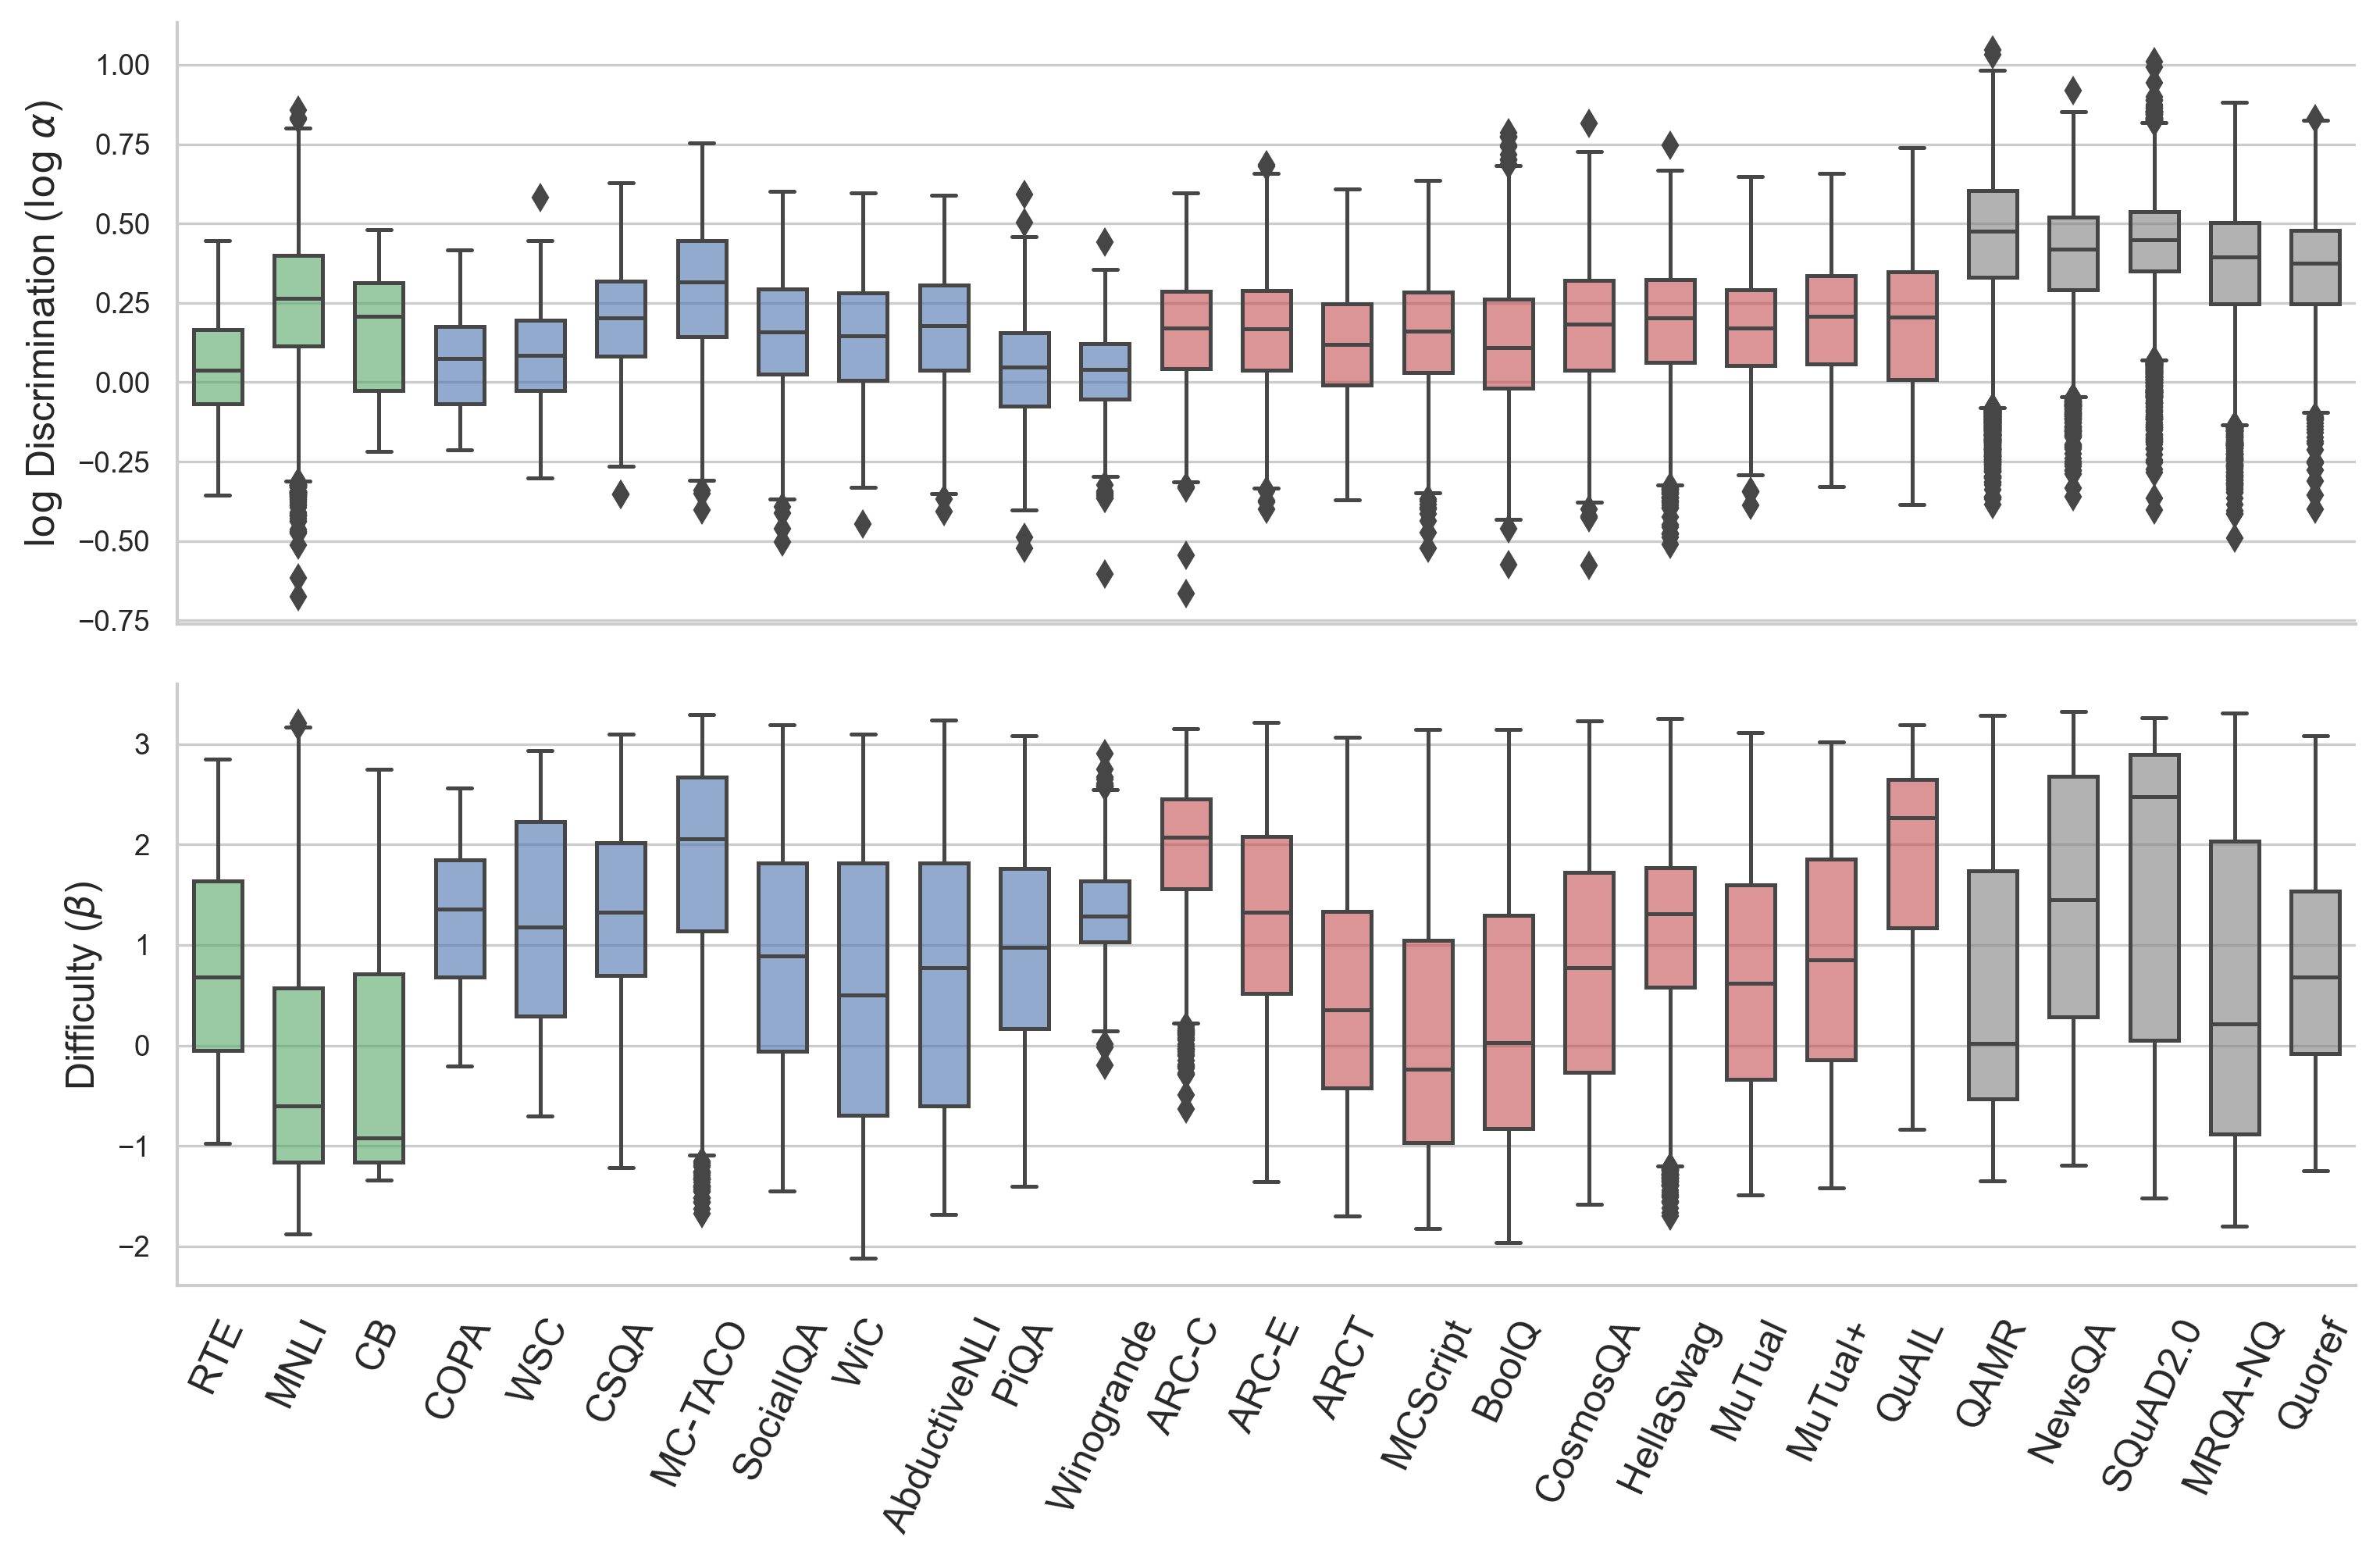 log Discrimination (log α)
1.00
0.75
0.50
0.25
0.00
−0.25
−0.50
−0.75
Difficulty (β)
3
2
1
0
−1
−2
RTE
MNLI
CB
COPA
WSC
CSQA
MC-TACO
SocialIQA
WiC
AbductiveNLI
PiQA
Winogrande
ARC-C
ARC-E
ARCT
MCScript
BoolQ
CosmosQA
HellaSwag
MuTual
MuTual+
QuAIL
QAMR
NewsQA
SQuAD2.0
MRQA-NQ
Quoref